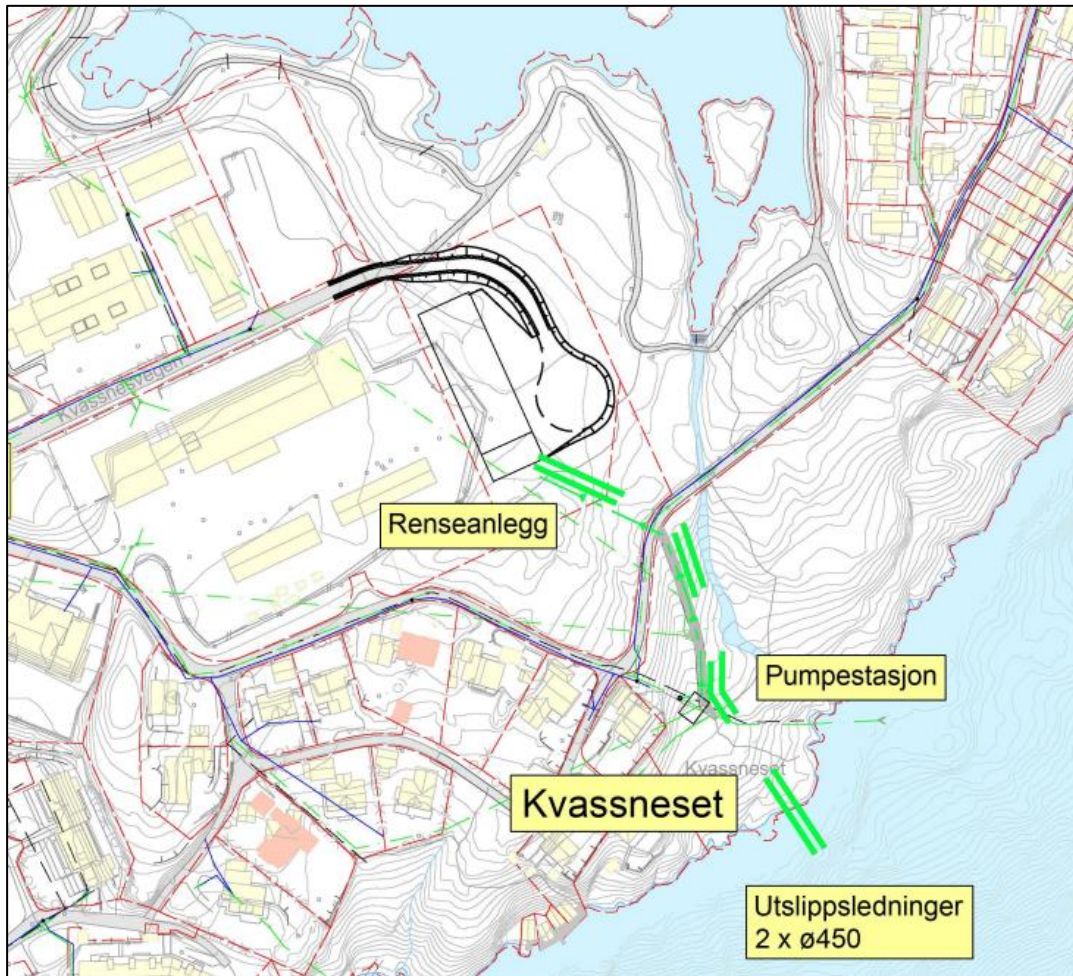 Kvassnesvegen
Renseanlegg
Pumpestasjon
Kvassneset
Kvassneset
Utslippsledninger
2 x ø450